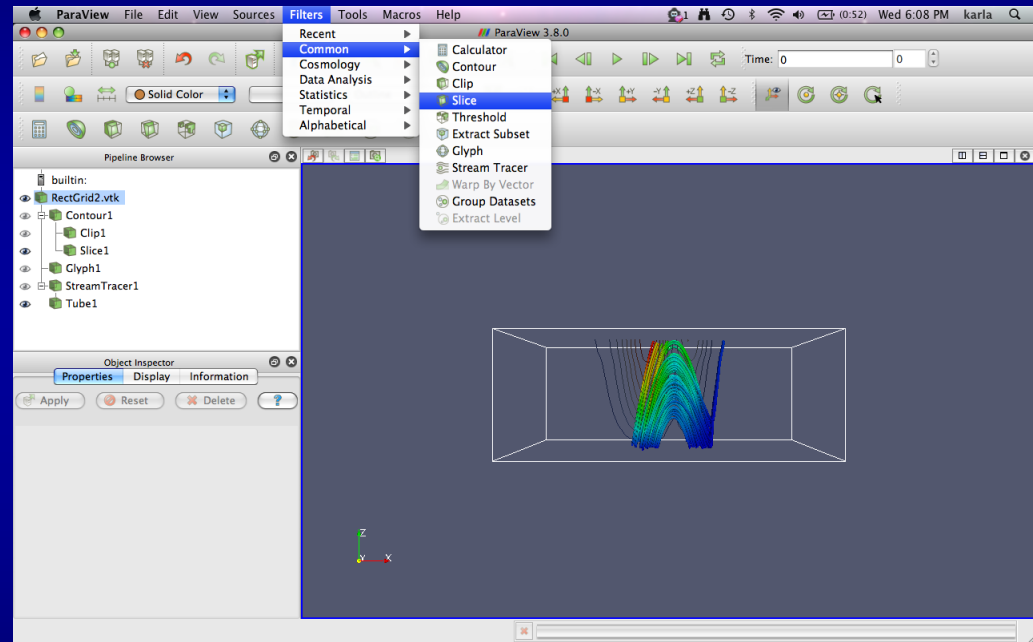 ParaView File Edit View Sources Filters Tools Macros Help 1 (0:52) Wed 6:08 PM karla
ParaView 3.8.0
Recent
Common
Cosmology
Data Analysis
Statistics
Temporal
Alphabetical
Calculator
Contour
Clip
Slice
Threshold
Extract Subset
Glyph
Stream Tracer
Warp By Vector
Group Datasets
Extract Level
Time: 0 0
Solid Color
+X -X +Y -Y +Z -Z
Pipeline Browser
builtin:
RectGrid2.vtk
Contour1
Clip1
Slice1
Glyph1
StreamTracer1
Tube1
Object Inspector
Properties Display Information
Apply Reset Delete ?
Z
Y X